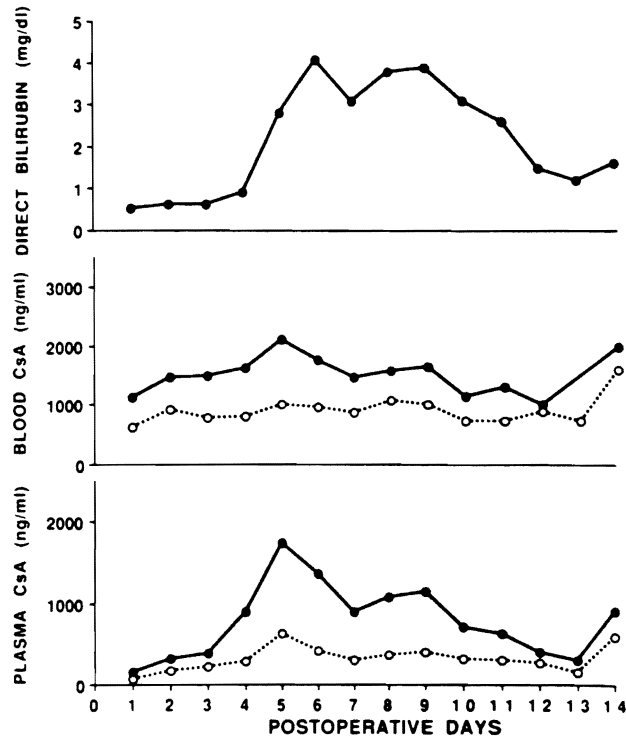 DIRECT BILIRUBIN (mg/dl)
5
4
3
2
1
0
BLOOD CsA (ng/ml)
3000
2000
1000
0
PLASMA CsA (ng/ml)
2000
1000
0
0 1 2 3 4 5 6 7 8 9 10 11 12 13 14
POSTOPERATIVE DAYS